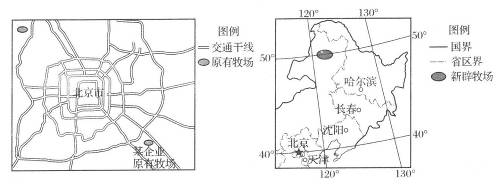 图例
交通干线
原有牧场
北京市
某企业
原有牧场
120° 130°
50°
50°
哈尔滨
长春
沈阳
北京
天津
40°
40°
120°
130°
图例
国界
省区界
新辟牧场